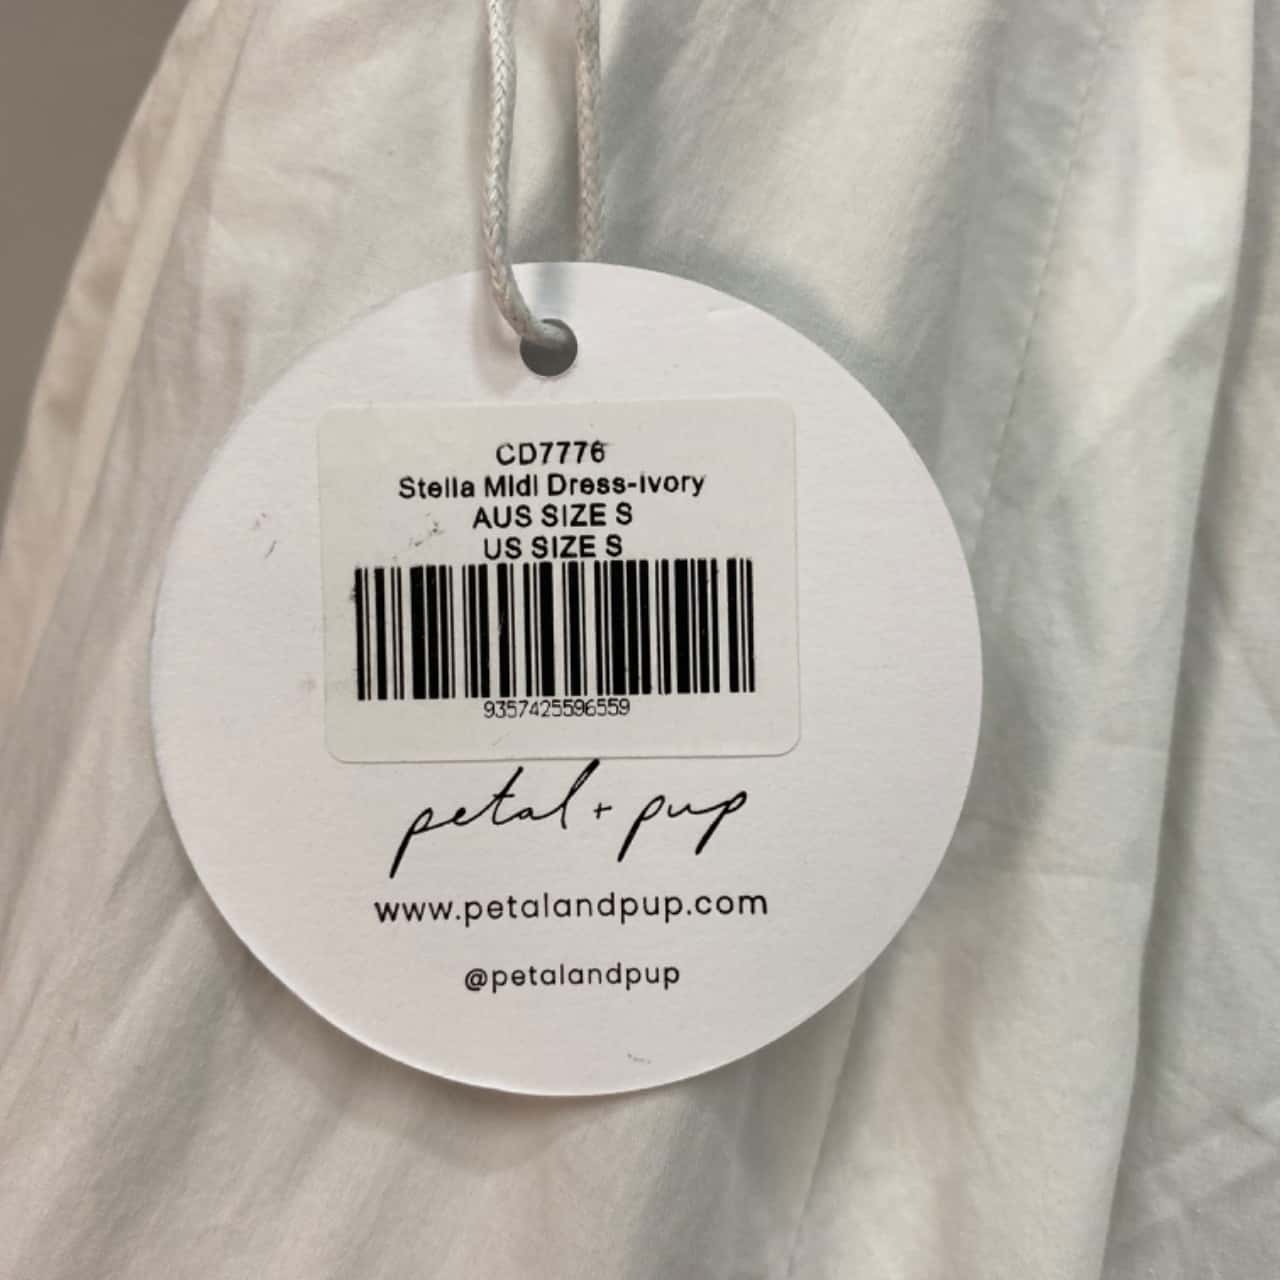 CD7776
Stella Midi Dress-Ivory
AUS SIZE S
US SIZE S
9357425596559
petal + pup
www.petalandpup.com
@petalandpup